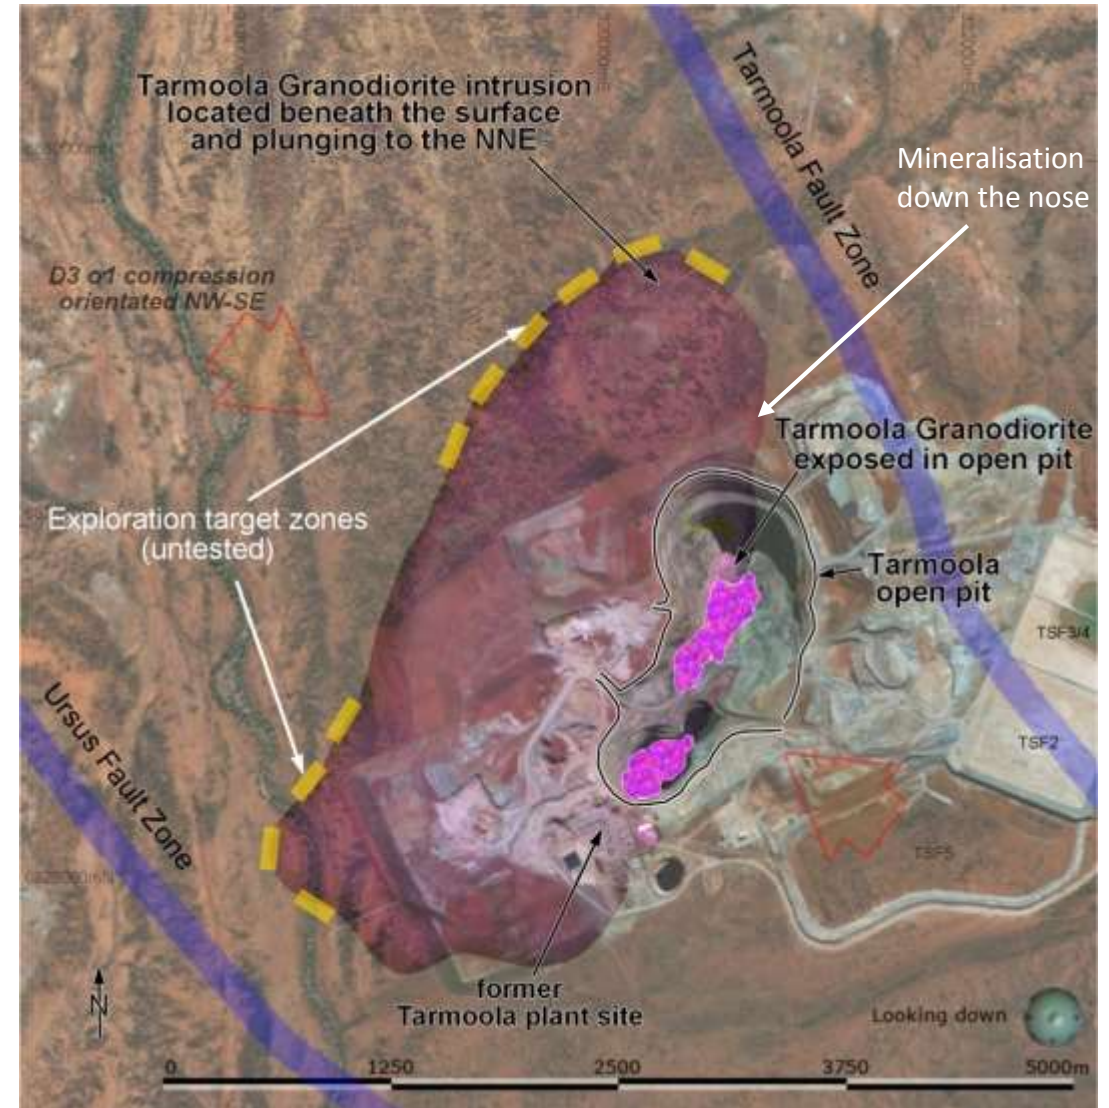 Tarmoola Granodiorite intrusion
located beneath the surface
and plunging to the NNE
Tarmoola Fault Zone
Mineralisation
down the nose
D3 σ1 compression
orientated NW-SE
Tarmoola Granodiorite
exposed in open pit
Exploration target zones
(untested)
Tarmoola
open pit
TSF3/4
TSF2
Ursus Fault Zone
TSF5
N
former
Tarmoola plant site
Looking down
0 1250 2500 3750 5000m